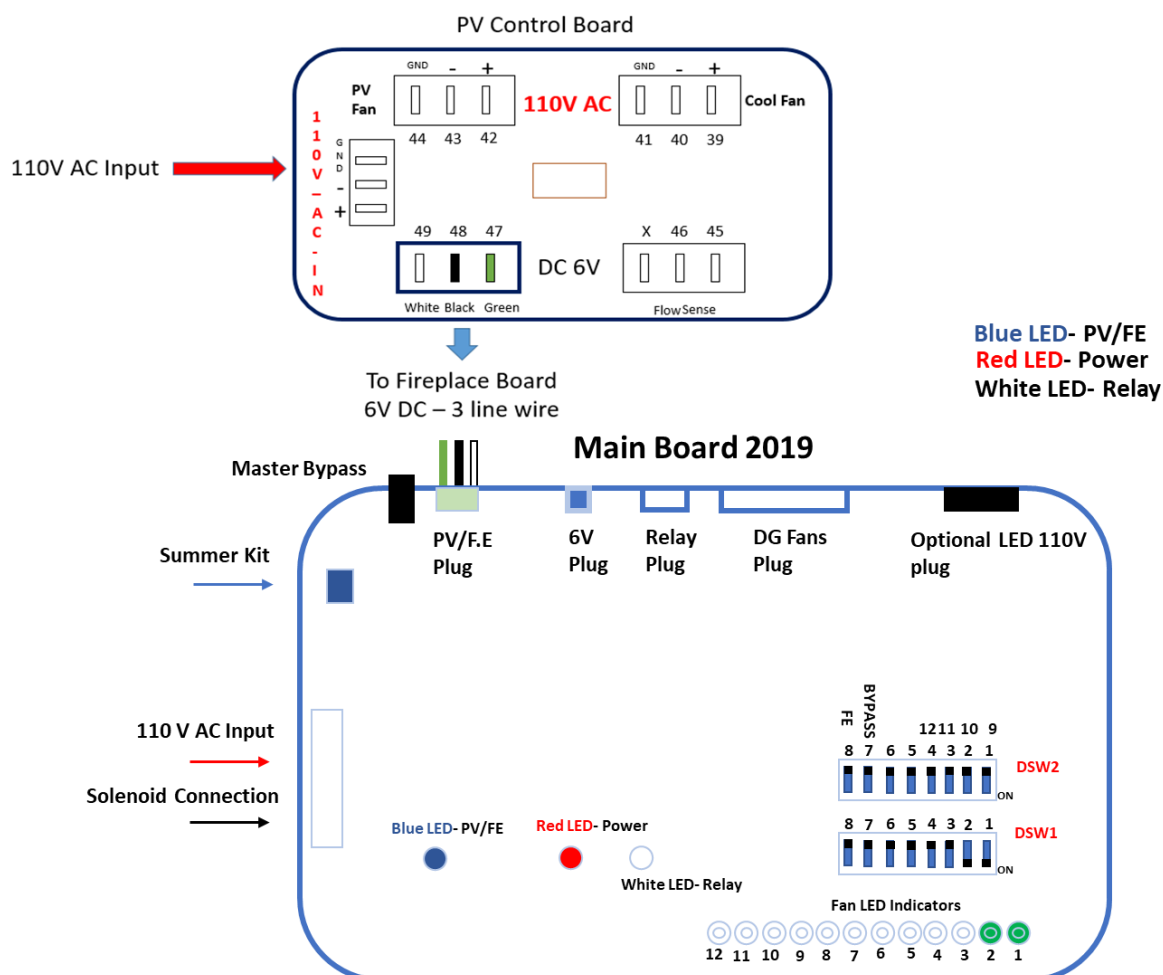 PV Control Board
GND - +
PV Fan
110V AC
GND - +
Cool Fan
44 43 42
41 40 39
110V AC Input
110V-AC-IN
GND
-
+
49 48 47
DC 6V
X 46 45
White Black Green
FlowSense
To Fireplace Board
6V DC – 3 line wire
Blue LED- PV/FE
Red LED- Power
White LED- Relay
Main Board 2019
Master Bypass
PV/F.E
Plug
6V
Plug
Relay
Plug
DG Fans
Plug
Optional LED 110V
plug
Summer Kit
110 V AC Input
Solenoid Connection
FE BYPASS 12 11 10 9
8 7 6 5 4 3 2 1
DSW2
ON
8 7 6 5 4 3 2 1
DSW1
ON
Blue LED- PV/FE
Red LED- Power
White LED- Relay
Fan LED Indicators
12 11 10 9 8 7 6 5 4 3 2 1